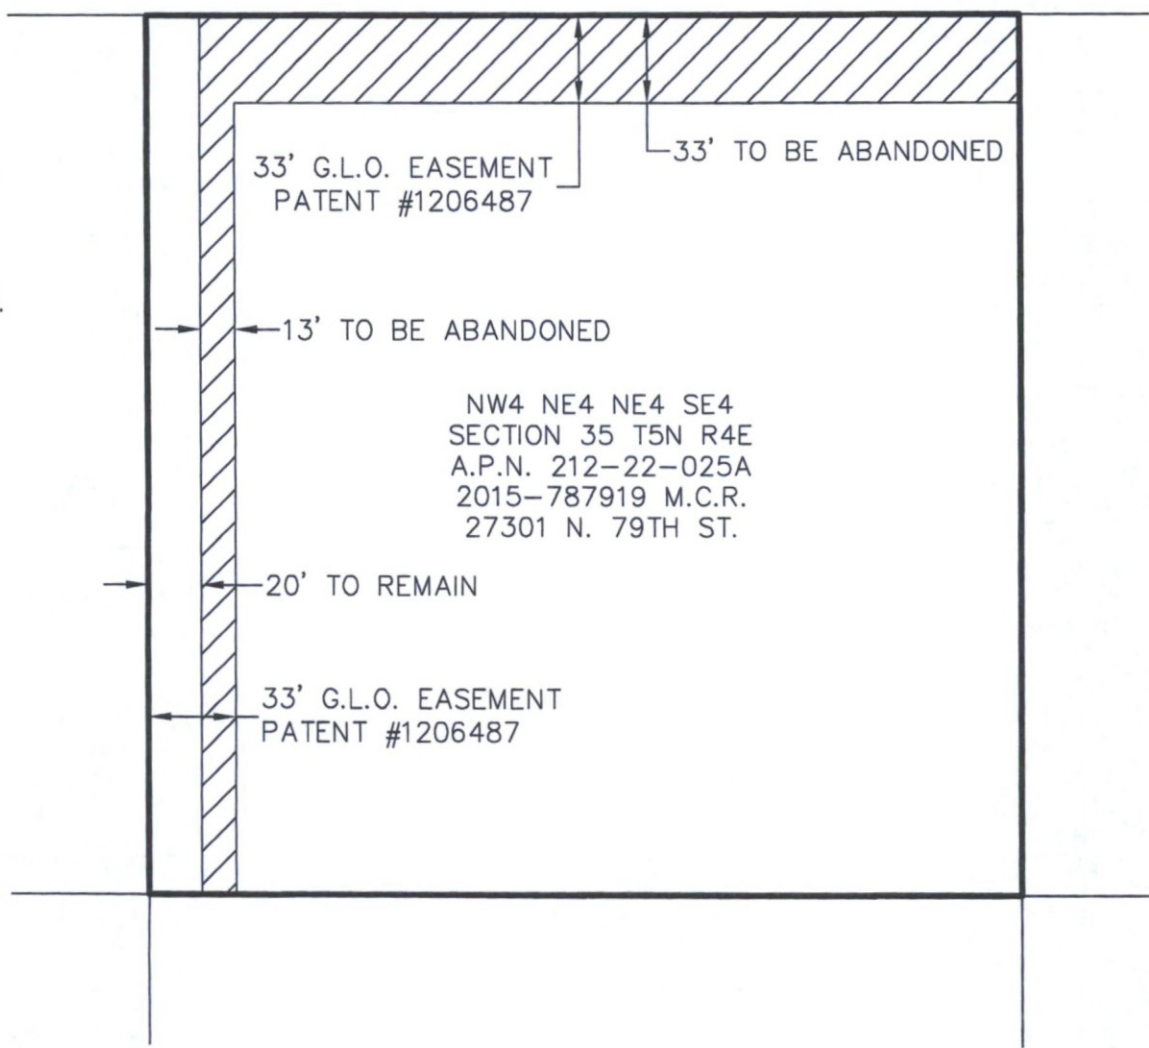 33' G.L.O. EASEMENT
PATENT #1206487
33' TO BE ABANDONED
13' TO BE ABANDONED
NW4 NE4 NE4 SE4
SECTION 35 T5N R4E
A.P.N. 212-22-025A
2015-787919 M.C.R.
27301 N. 79TH ST.
20' TO REMAIN
33' G.L.O. EASEMENT
PATENT #1206487